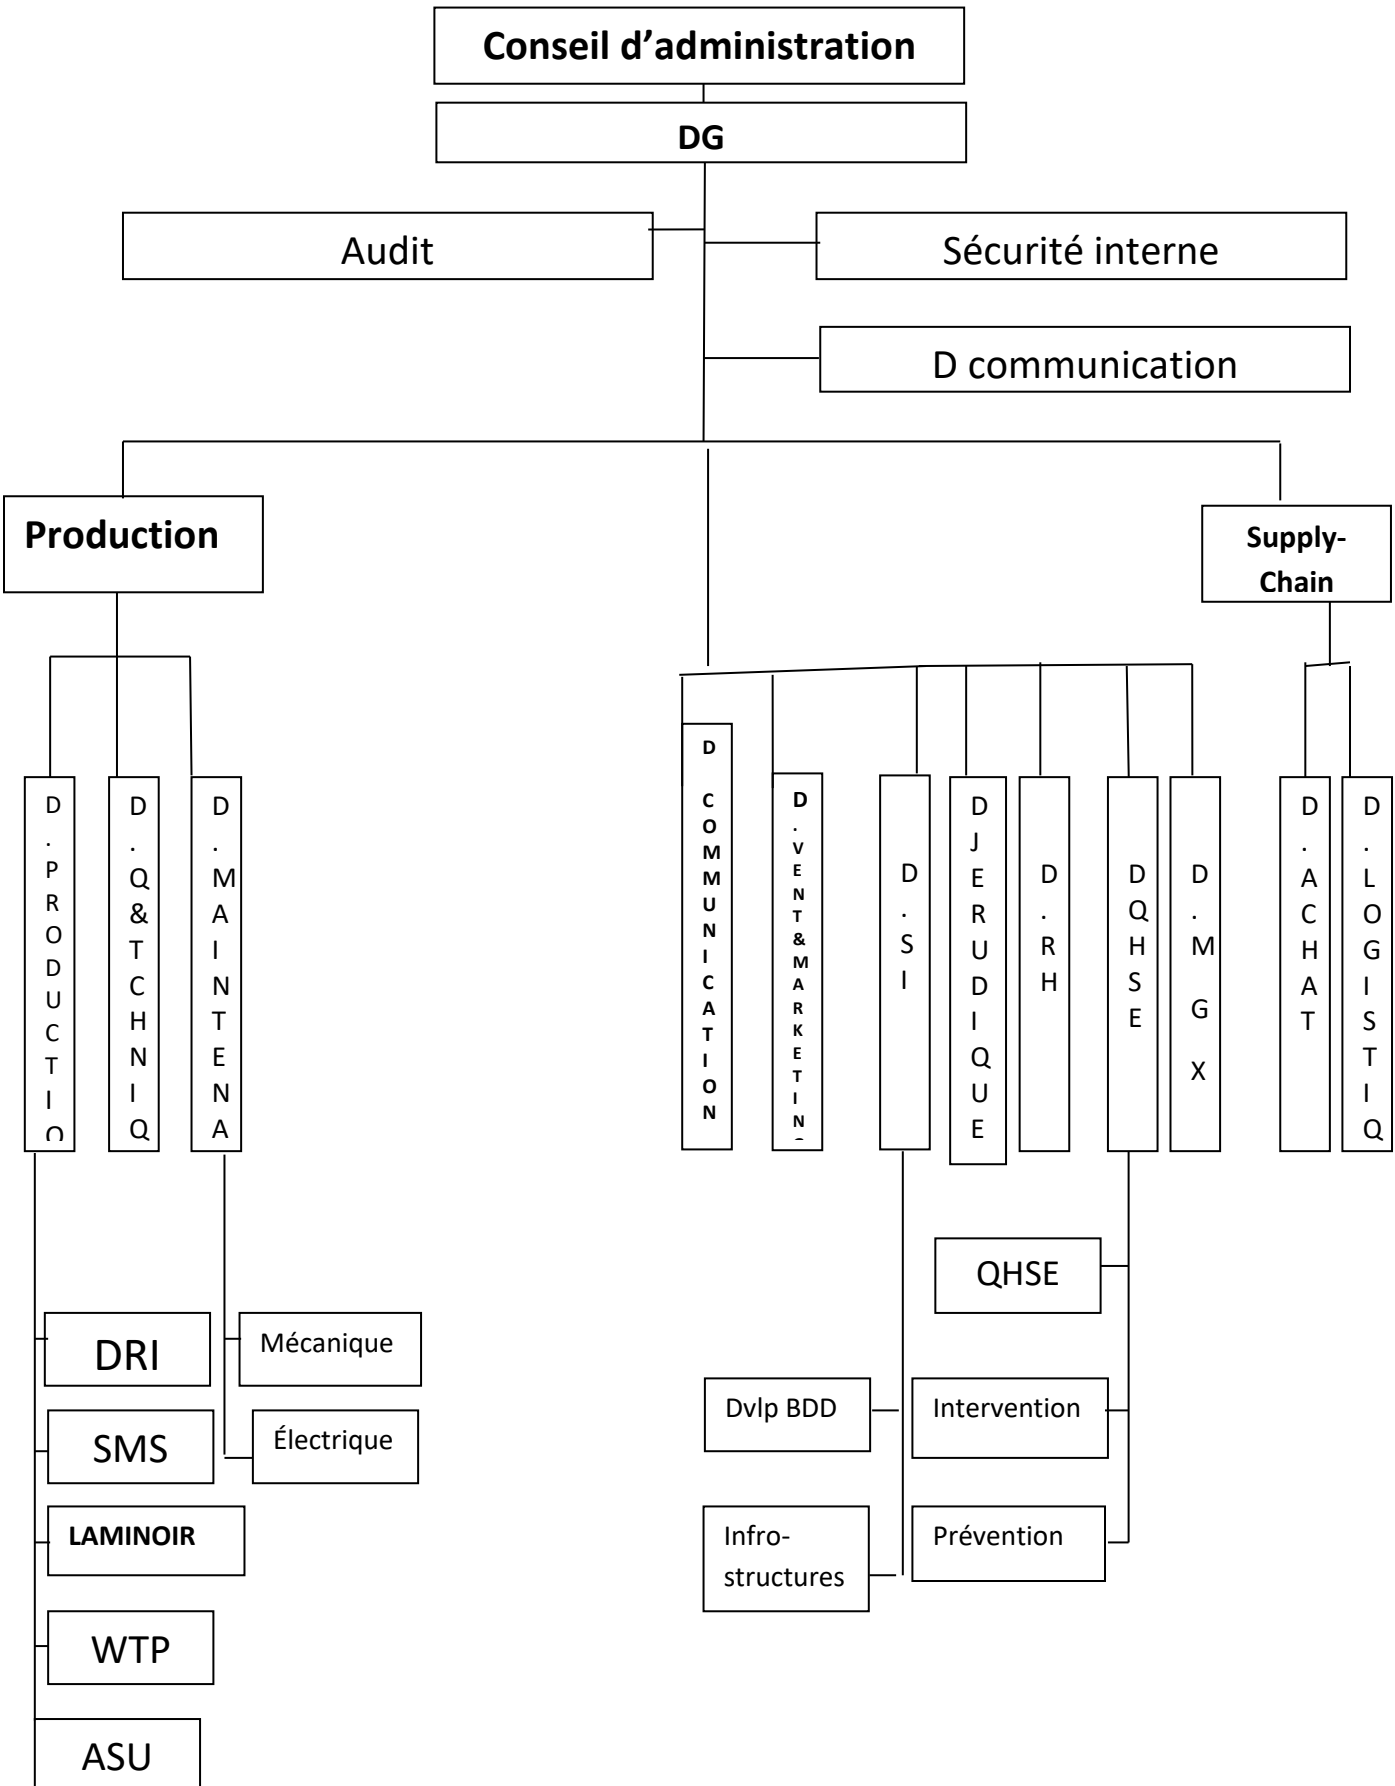 Conseil d’administration
DG
Audit
Sécurité interne
D communication
Production
Supply-
Chain
D.PRODUCTIO
D.Q&TCHNIQ
D.MAINTENA
D COMMUNICATION
D.VENT&MARKETIN
D.SI
DJERUDIQUE
D.RH
DQHSE
D.M GX
D.ACHAT
D.LOGISTIQ
QHSE
DRI
Mécanique
Dvlp BDD
Intervention
SMS
Électrique
LAMINOIR
Infro-
structures
Prévention
WTP
ASU